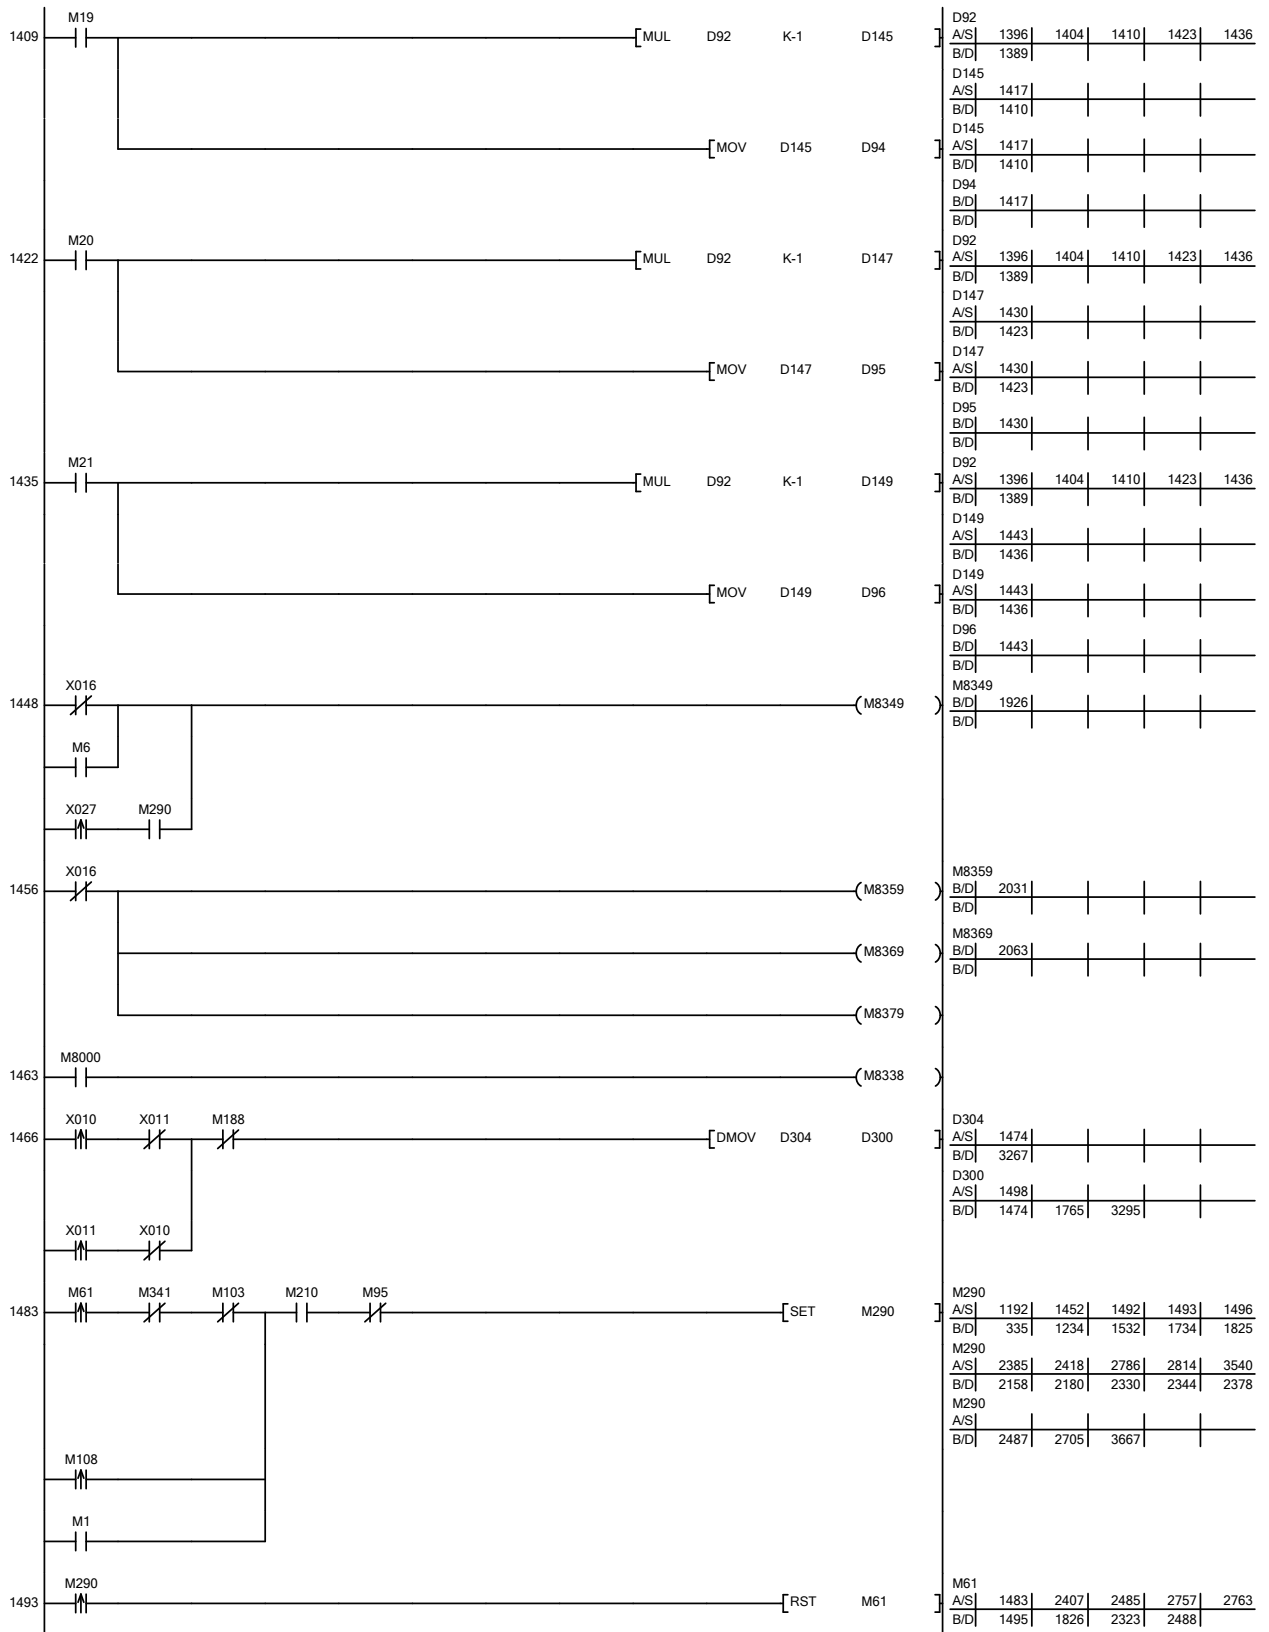 M19
1409 MUL D92 K-1 D145
D92
A/S 1396 1404 1410 1423 1436
B/D 1389
D145
A/S 1417
B/D 1410
MOV D145 D94
D145
A/S 1417
B/D 1410
D94
B/D 1417
B/D
M20
1422 MUL D92 K-1 D147
D92
A/S 1396 1404 1410 1423 1436
B/D 1389
D147
A/S 1430
B/D 1423
MOV D147 D95
D147
A/S 1430
B/D 1423
D95
B/D 1430
B/D
M21
1435 MUL D92 K-1 D149
D92
A/S 1396 1404 1410 1423 1436
B/D 1389
D149
A/S 1443
B/D 1436
MOV D149 D96
D149
A/S 1443
B/D 1436
D96
B/D 1443
B/D
X016
1448 M8349
M8349
B/D 1926
B/D
M6
X027 M290
X016
1456 M8359
M8359
B/D 2031
B/D
M8369
M8369
B/D 2063
B/D
M8379
M8000
1463 M8338
X010 X011 M188
1466 DMOV D304 D300
D304
A/S 1474
B/D 3267
D300
A/S 1498
B/D 1474 1765 3295
X011 X010
M61 M341 M103 M210 M95
1483 SET M290
M290
A/S 1192 1452 1492 1493 1496
B/D 335 1234 1532 1734 1825
M290
A/S 2385 2418 2786 2814 3540
B/D 2158 2180 2330 2344 2378
M290
A/S
B/D 2487 2705 3667
M108
M1
M290
1493 RST M61
M61
A/S 1483 2407 2485 2757 2763
B/D 1495 1826 2323 2488